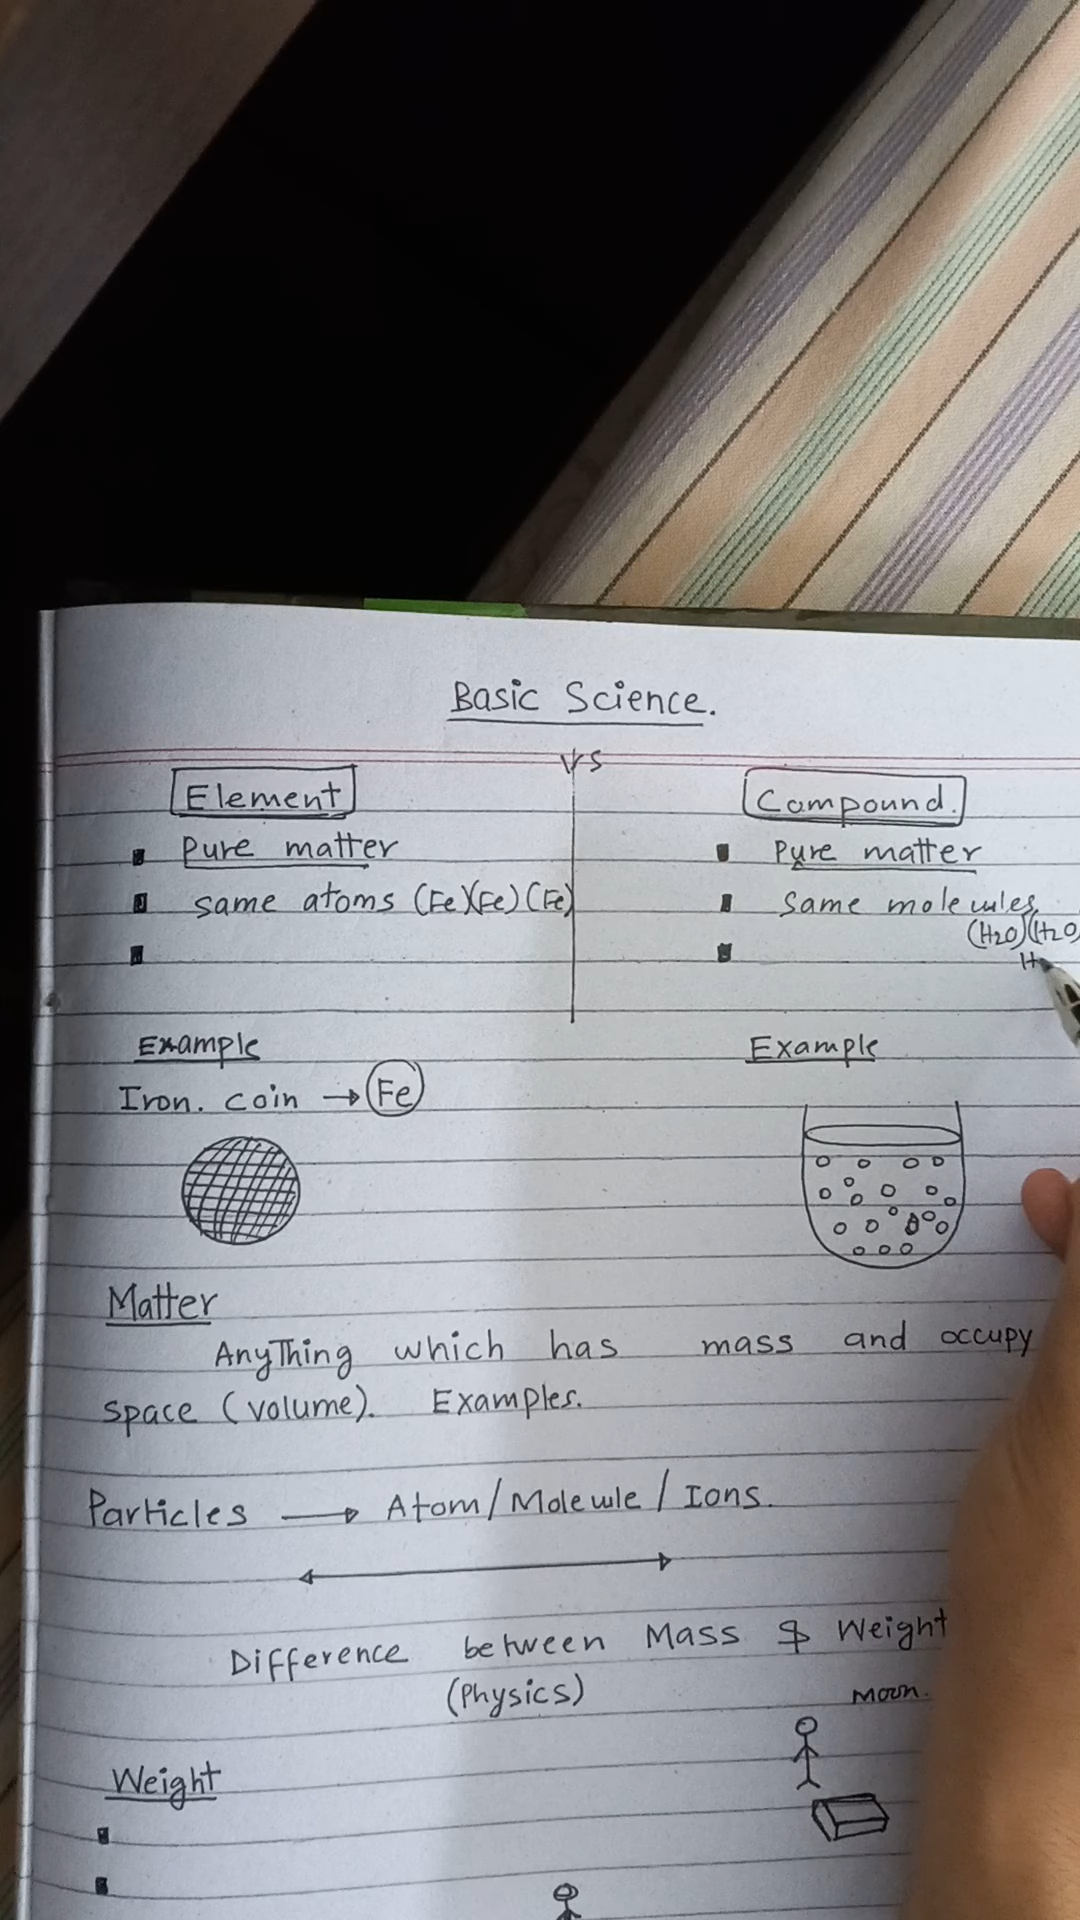 Basic Science.
vs
Element
Pure matter
same atoms (Fe)(Fe)(Fe)
Compound.
Pure matter
Same molecules
(H2O)(H2O
H
Example
Iron. coin → Fe
Example
Matter
AnyThing which has mass and occupy
space (volume). Examples.
Particles → Atom/Molecule/Ions.
Difference between Mass $ Weight
(Physics)
Moon.
Weight